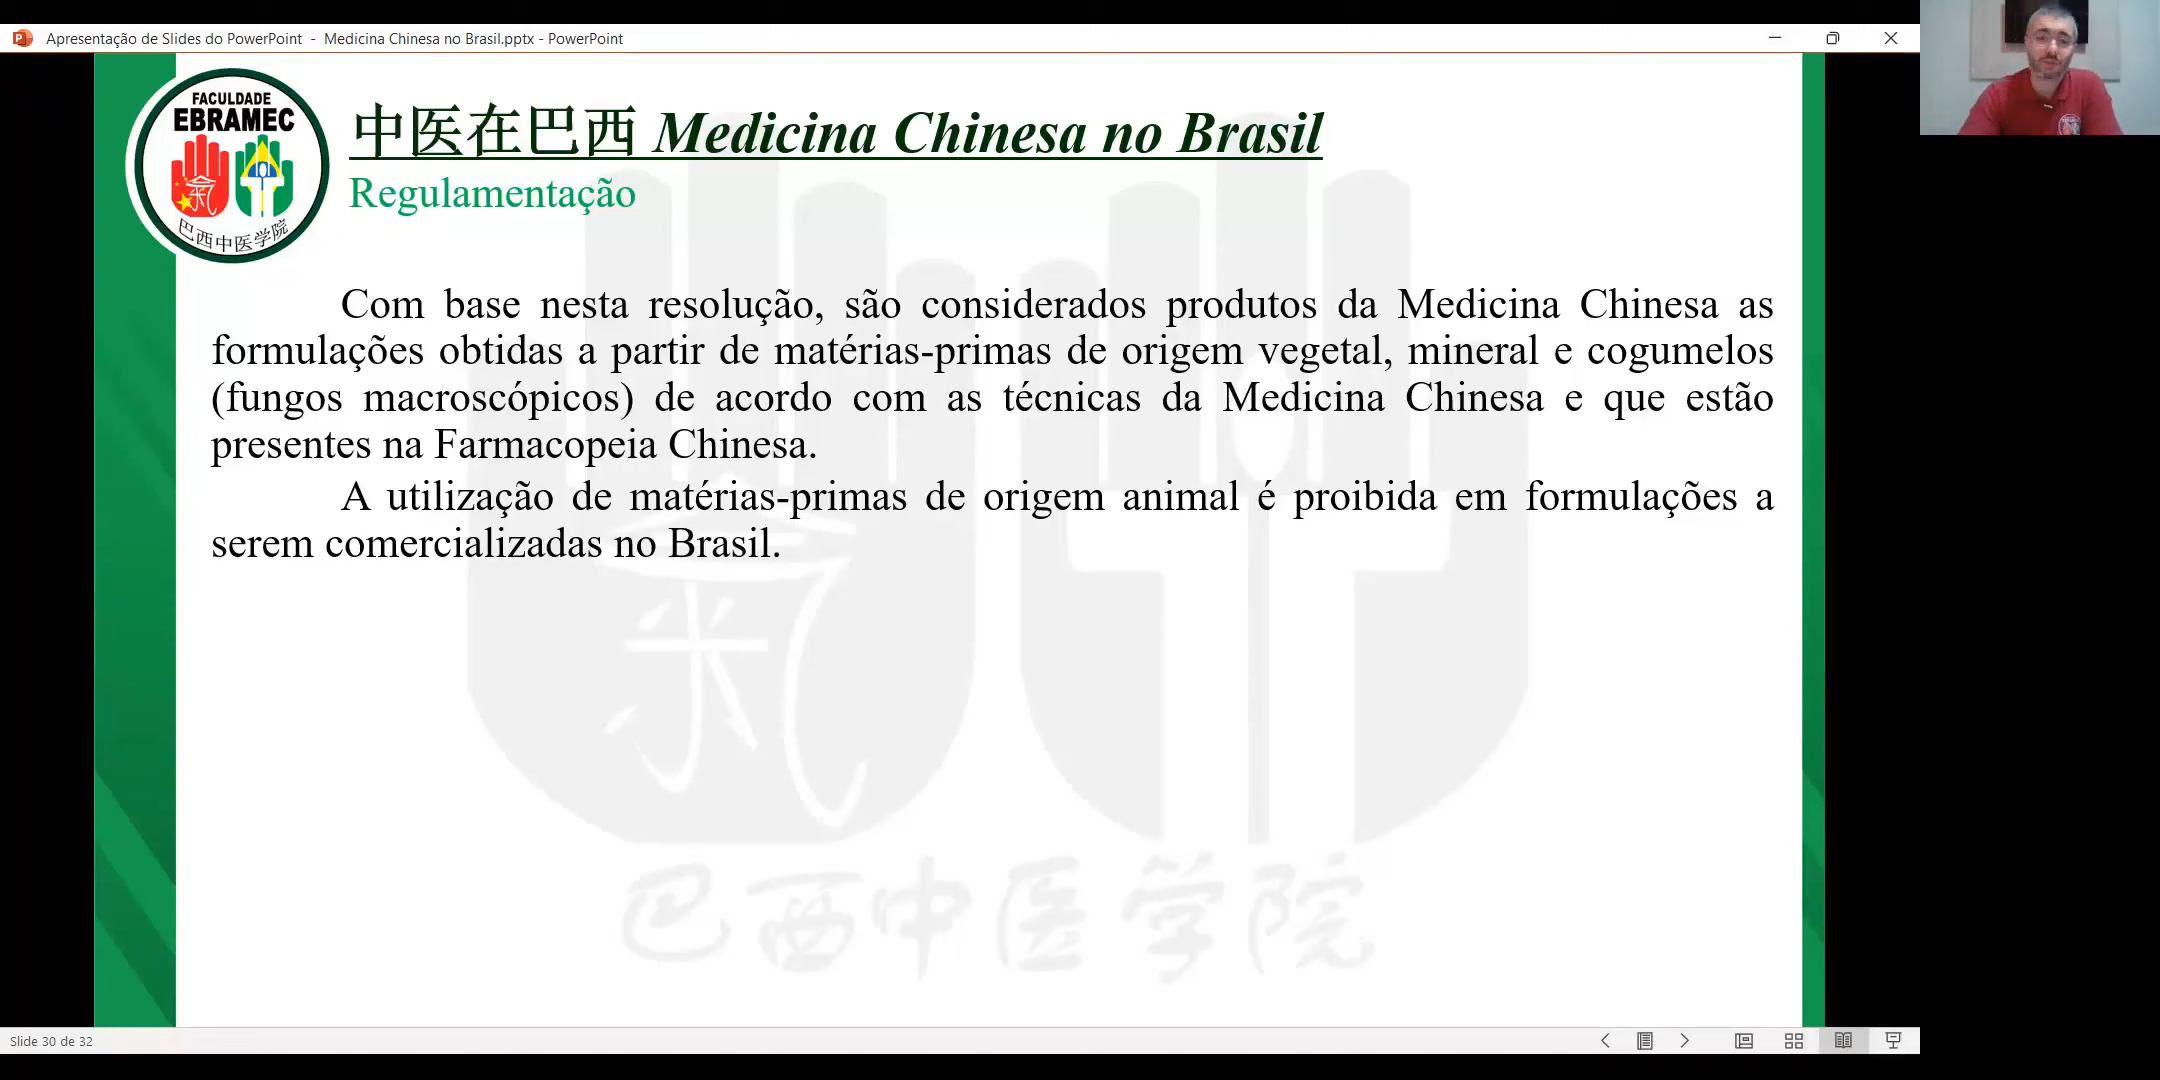 Apresentação de Slides do PowerPoint - Medicina Chinesa no Brasil.pptx - PowerPoint
FACULDADE
EBRAMEC
气
巴西中医学院
中医在巴西 Medicina Chinesa no Brasil
Regulamentação
Com base nesta resolução, são considerados produtos da Medicina Chinesa as
formulações obtidas a partir de matérias-primas de origem vegetal, mineral e cogumelos
(fungos macroscópicos) de acordo com as técnicas da Medicina Chinesa e que estão
presentes na Farmacopeia Chinesa.
A utilização de matérias-primas de origem animal é proibida em formulações a
serem comercializadas no Brasil.
巴西中医学院
Slide 30 de 32